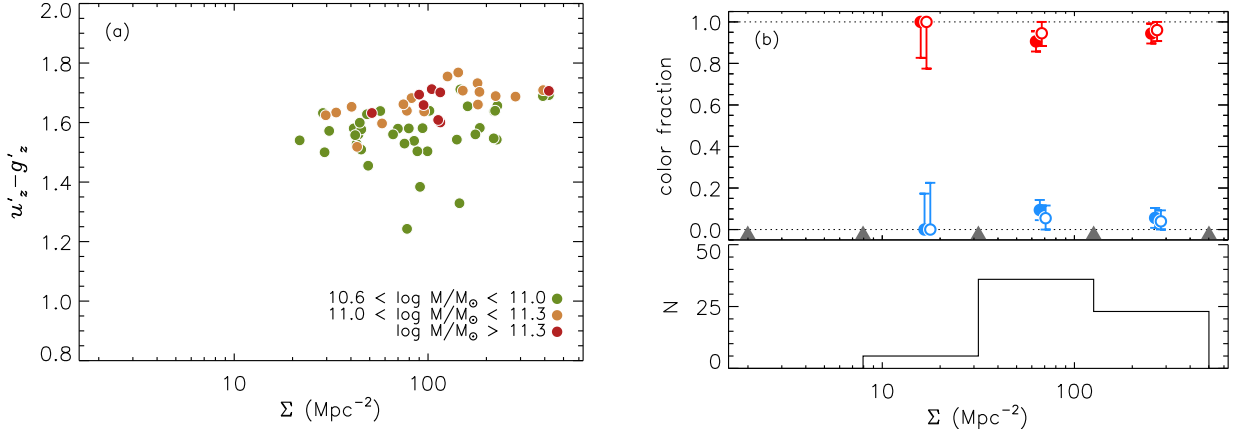 (a)
2.0
1.8
1.6
1.4
1.2
1.0
0.8
u'z−g'z
10.6 < log M/M⊙ < 11.0
11.0 < log M/M⊙ < 11.3
log M/M⊙ > 11.3
10
100
Σ (Mpc−2)
(b)
1.0
0.8
0.6
0.4
0.2
0.0
color fraction
50
25
0
N
10
100
Σ (Mpc−2)